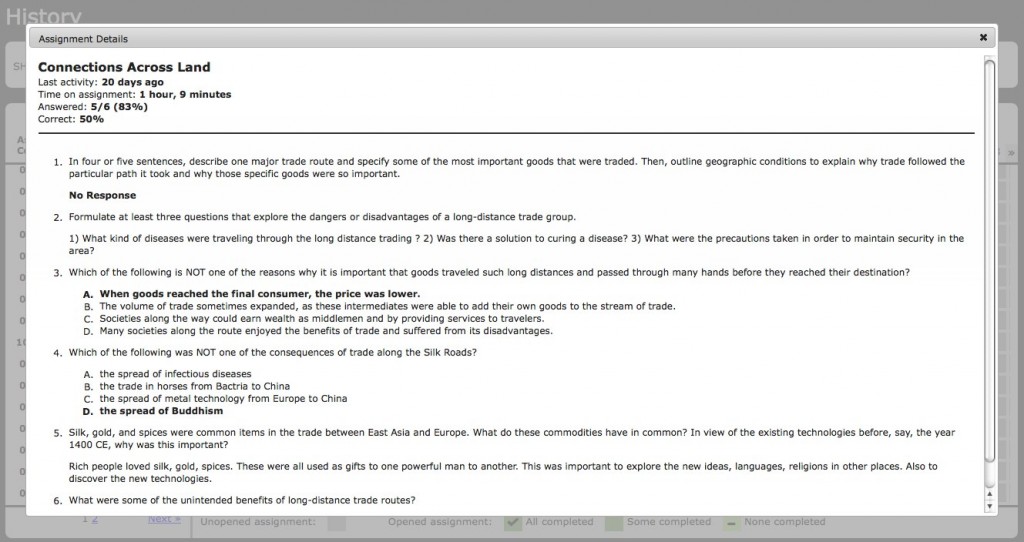 History
Assignment Details
Connections Across Land
Last activity: 20 days ago
Time on assignment: 1 hour, 9 minutes
Answered: 5/6 (83%)
Correct: 50%
1. In four or five sentences, describe one major trade route and specify some of the most important goods that were traded. Then, outline geographic conditions to explain why trade followed the
particular path it took and why those specific goods were so important.
No Response
2. Formulate at least three questions that explore the dangers or disadvantages of a long-distance trade group.
1) What kind of diseases were traveling through the long distance trading ? 2) Was there a solution to curing a disease? 3) What were the precautions taken in order to maintain security in the
area?
3. Which of the following is NOT one of the reasons why it is important that goods traveled such long distances and passed through many hands before they reached their destination?
A. When goods reached the final consumer, the price was lower.
B. The volume of trade sometimes expanded, as these intermediates were able to add their own goods to the stream of trade.
C. Societies along the way could earn wealth as middlemen and by providing services to travelers.
D. Many societies along the route enjoyed the benefits of trade and suffered from its disadvantages.
4. Which of the following was NOT one of the consequences of trade along the Silk Roads?
A. the spread of infectious diseases
B. the trade in horses from Bactria to China
C. the spread of metal technology from Europe to China
D. the spread of Buddhism
5. Silk, gold, and spices were common items in the trade between East Asia and Europe. What do these commodities have in common? In view of the existing technologies before, say, the year
1400 CE, why was this important?
Rich people loved silk, gold, spices. These were all used as gifts to one powerful man to another. This was important to explore the new ideas, languages, religions in other places. Also to
discover the new technologies.
6. What were some of the unintended benefits of long-distance trade routes?
1 2 Next » Unopened assignment: Opened assignment: All completed Some completed None completed